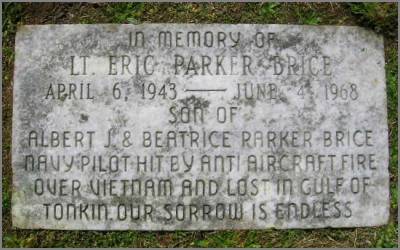 IN MEMORY OF
LT. ERIC PARKER BRICE
APRIL 6, 1943 — JUNE 4, 1968
SON OF
ALBERT J. & BEATRICE PARKER BRICE
NAVY PILOT HIT BY ANTI AIRCRAFT FIRE
OVER VIETNAM AND LOST IN GULF OF
TONKIN. OUR SORROW IS ENDLESS